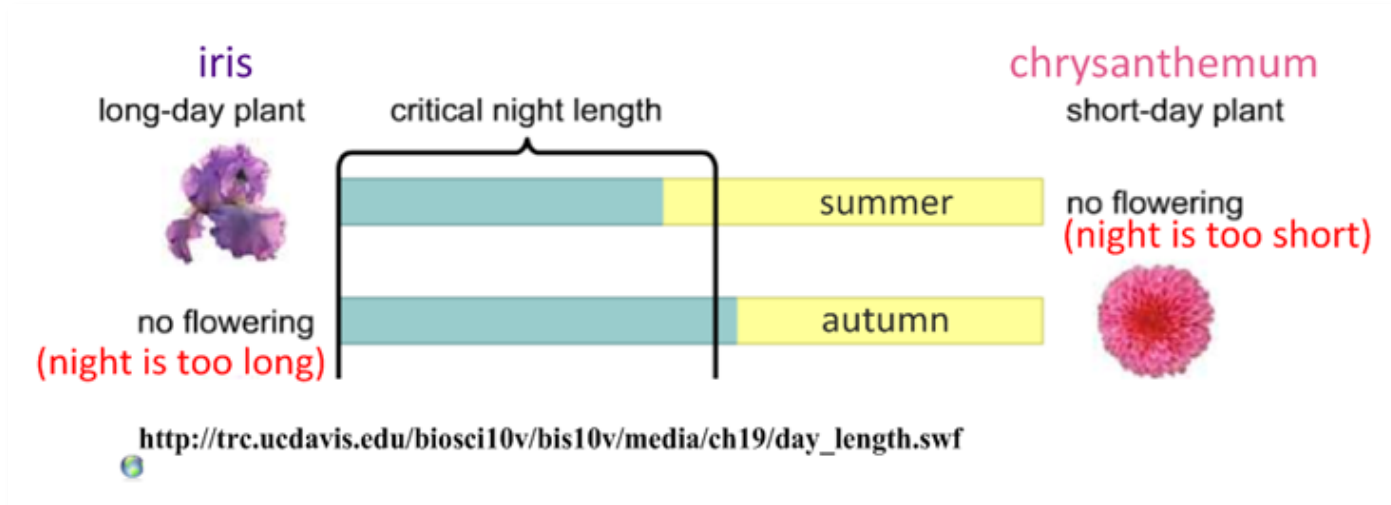 iris
chrysanthemum
long-day plant
critical night length
short-day plant
summer
no flowering
(night is too short)
no flowering
autumn
(night is too long)
http://trc.ucdavis.edu/biosci10v/bis10v/media/ch19/day_length.swf